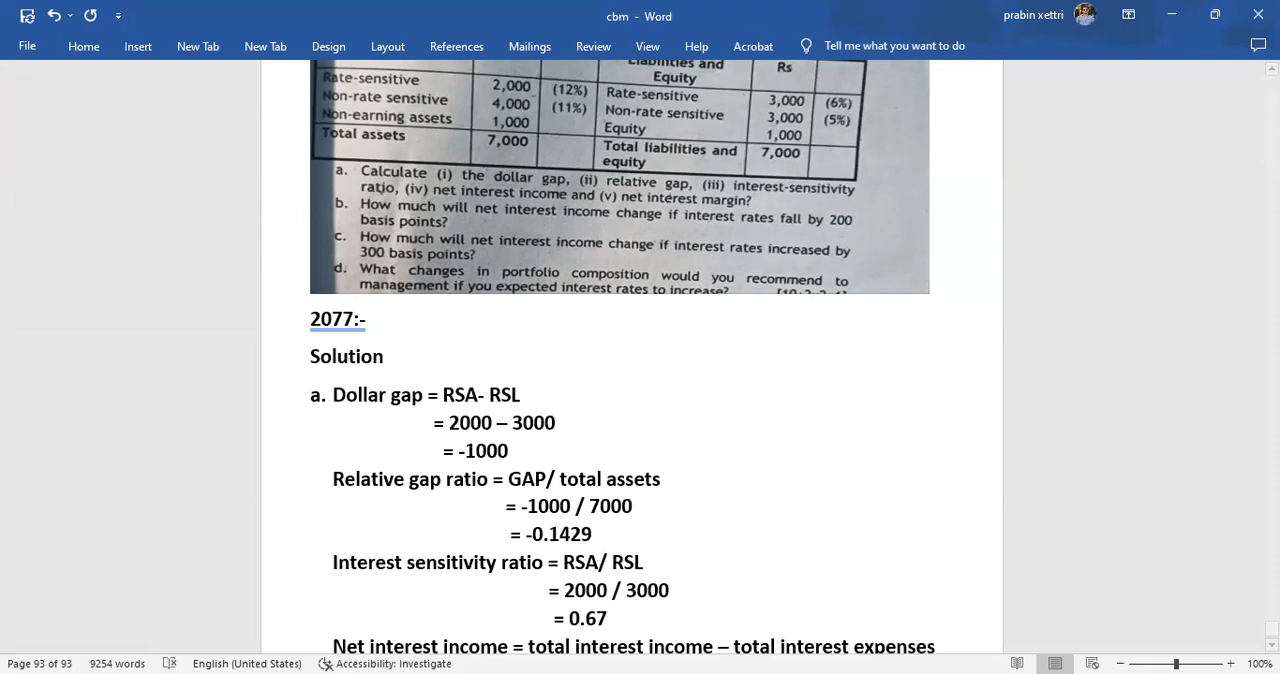 cbm - Word
prabin xettri
File Home Insert New Tab New Tab Design Layout References Mailings Review View Help Acrobat Tell me what you want to do
Liabilities and Equity Rs
Rate-sensitive 2,000 (12%) Rate-sensitive 3,000 (6%)
Non-rate sensitive 4,000 (11%) Non-rate sensitive 3,000 (5%)
Non-earning assets 1,000 Equity 1,000
Total assets 7,000 Total liabilities and equity 7,000
a. Calculate (i) the dollar gap, (ii) relative gap, (iii) interest-sensitivity
ratio, (iv) net interest income and (v) net interest margin?
b. How much will net interest income change if interest rates fall by 200
basis points?
c. How much will net interest income change if interest rates increased by
300 basis points?
d. What changes in portfolio composition would you recommend to
management if you expected interest rates to increase?
2077:-
Solution
a. Dollar gap = RSA- RSL
= 2000 – 3000
= -1000
Relative gap ratio = GAP/ total assets
= -1000 / 7000
= -0.1429
Interest sensitivity ratio = RSA/ RSL
= 2000 / 3000
= 0.67
Net interest income = total interest income – total interest expenses
Page 93 of 93 9254 words English (United States) Accessibility: Investigate 100%